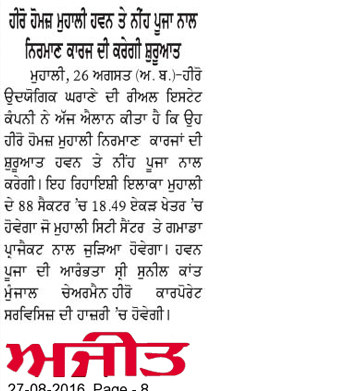 ਹੀਰੋ ਹੋਮਜ਼ ਮੁਹਾਲੀ ਹਵਨ ਤੇ ਨੀਂਹ ਪੂਜਾ ਨਾਲ
ਨਿਰਮਾਣ ਕਾਰਜ ਦੀ ਕਰੇਗੀ ਸ਼ੁਰੂਆਤ
ਮੁਹਾਲੀ, 26 ਅਗਸਤ (ਅ. ਬ.)-ਹੀਰੋ
ਉਦਯੋਗਿਕ ਘਰਾਣੇ ਦੀ ਰੀਅਲ ਇਸਟੇਟ
ਕੰਪਨੀ ਨੇ ਅੱਜ ਐਲਾਨ ਕੀਤਾ ਹੈ ਕਿ ਉਹ
ਹੀਰੋ ਹੋਮਜ਼ ਮੁਹਾਲੀ ਨਿਰਮਾਣ ਕਾਰਜਾਂ ਦੀ
ਸ਼ੁਰੂਆਤ ਹਵਨ ਤੇ ਨੀਂਹ ਪੂਜਾ ਨਾਲ
ਕਰੇਗੀ। ਇਹ ਰਿਹਾਇਸ਼ੀ ਇਲਾਕਾ ਮੁਹਾਲੀ
ਦੇ 88 ਸੈਕਟਰ 'ਚ 18.49 ਏਕੜ ਖੇਤਰ 'ਚ
ਹੋਵੇਗਾ ਜੋ ਮੁਹਾਲੀ ਸਿਟੀ ਸੈਂਟਰ ਤੇ ਗਮਾਡਾ
ਪ੍ਰਾਜੈਕਟ ਨਾਲ ਜੁੜਿਆ ਹੋਵੇਗਾ। ਹਵਨ
ਪੂਜਾ ਦੀ ਆਰੰਭਤਾ ਸ੍ਰੀ ਸੁਨੀਲ ਕਾਂਤ
ਮੁੰਜਾਲ ਚੇਅਰਮੈਨ ਹੀਰੋ ਕਾਰਪੋਰੇਟ
ਸਰਵਿਸਿਜ਼ ਦੀ ਹਾਜ਼ਰੀ 'ਚ ਹੋਵੇਗੀ।
ਅਜੀਤ
27-08-2016 Page - 8